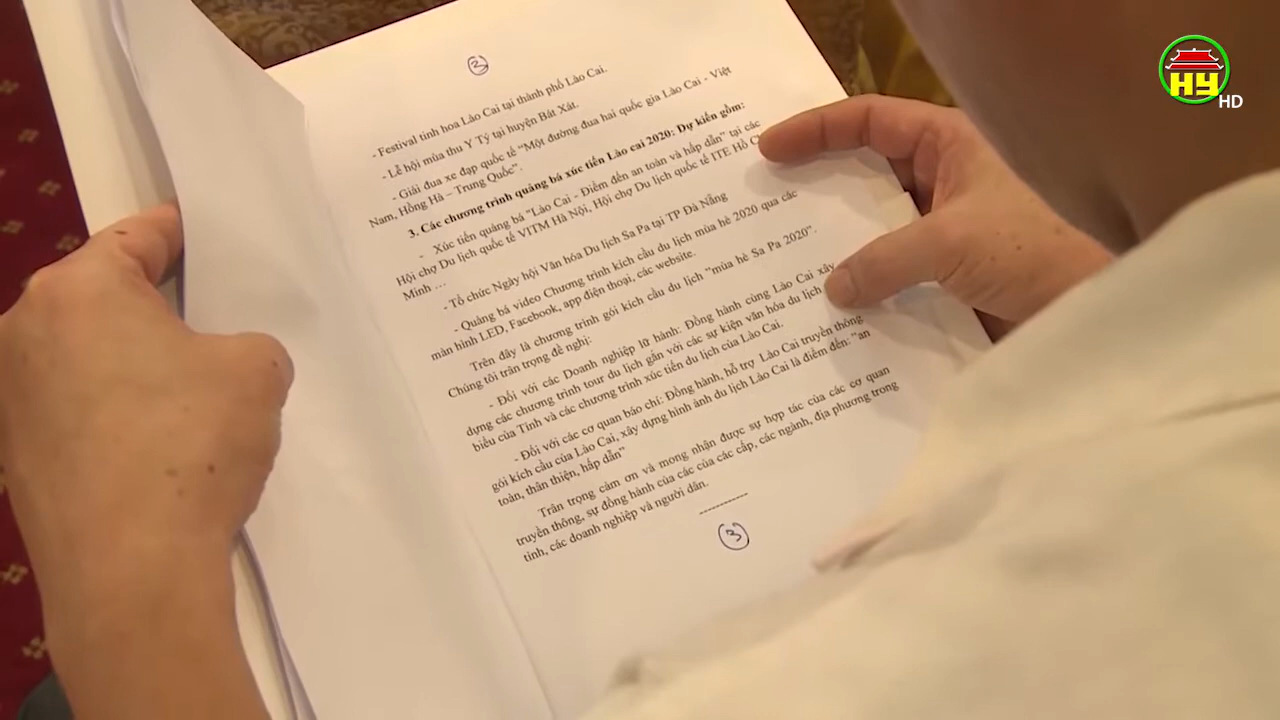 HY
HD
2
- Festival tinh hoa Lào Cai tại thành phố Lào Cai.
- Lễ hội mùa thu Y Tý tại huyện Bát Xát.
- Giải đua xe đạp quốc tế "Một đường đua hai quốc gia Lào Cai - Việt
Nam, Hồng Hà – Trung Quốc".
3. Các chương trình quảng bá xúc tiến Lào cai 2020: Dự kiến gồm:
- Xúc tiến quảng bá "Lào Cai - Điểm đến an toàn và hấp dẫn" tại các
Hội chợ Du lịch quốc tế VITM Hà Nội, Hội chợ Du lịch quốc tế ITE Hồ
Minh ...
- Tổ chức Ngày hội Văn hóa Du lịch Sa Pa tại TP Đà Nẵng
- Quảng bá video Chương trình kích cầu du lịch mùa hè 2020 qua các
màn hình LED, Facebook, app điện thoại, các website.
Trên đây là chương trình gói kích cầu du lịch "mùa hè Sa Pa 2020".
Chúng tôi trân trọng đề nghị:
- Đối với các Doanh nghiệp lữ hành: Đồng hành cùng Lào Cai xây
dựng các chương trình tour du lịch gắn với các sự kiện văn hóa du lịch
biểu của Tỉnh và các chương trình xúc tiến du lịch của Lào Cai.
- Đối với các cơ quan báo chí: Đồng hành, hỗ trợ Lào Cai truyền thông
gói kích cầu của Lào Cai, xây dựng hình ảnh du lịch Lào Cai là điểm đến: "an
toàn, thân thiện, hấp dẫn"
Trân trọng cảm ơn và mong nhận được sự hợp tác của các cơ quan
truyền thông, sự đồng hành của các của các cấp, các ngành, địa phương trong
tỉnh, các doanh nghiệp và người dân.
------------
3